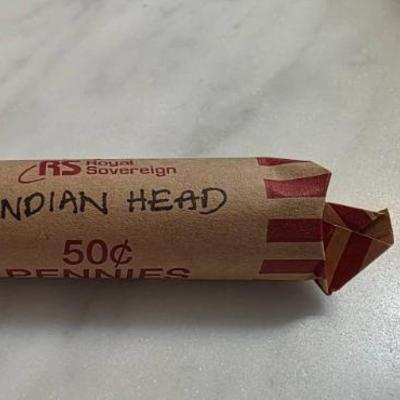 RS Royal
Sovereign
NDIAN HEAD
50¢
PENNIES